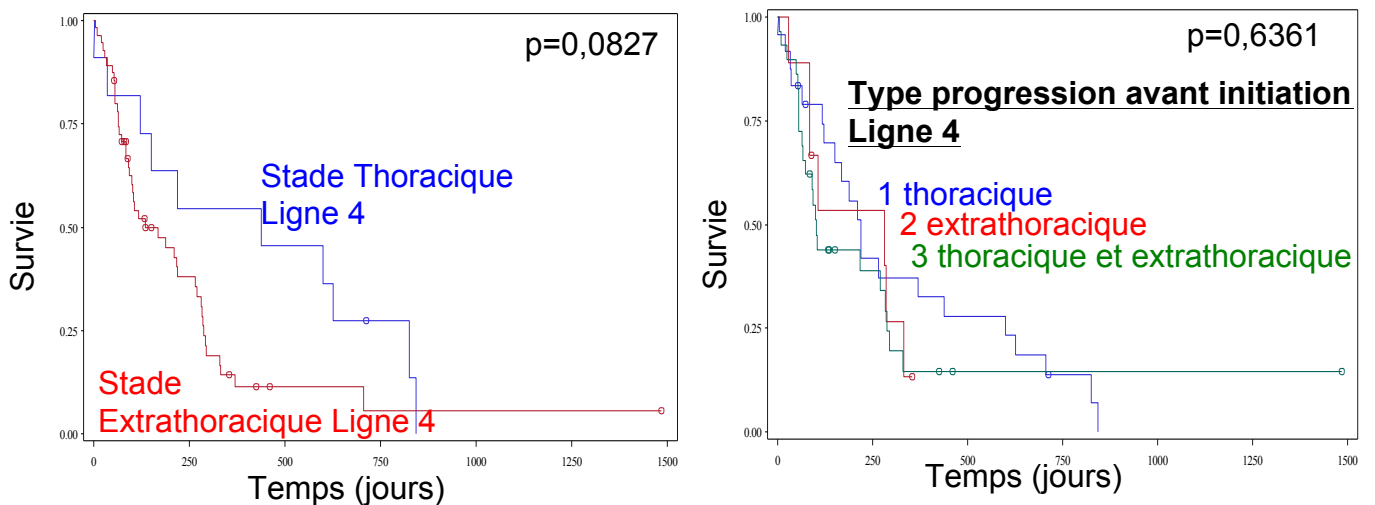 p=0,0827
1.00
0.75
0.50
0.25
0.00
Survie
Stade Thoracique
Ligne 4
Stade
Extrathoracique Ligne 4
0 250 500 750 1000 1250 1500
Temps (jours)
p=0,6361
Type progression avant initiation
Ligne 4
1.00
0.75
0.50
0.25
0.00
Survie
1 thoracique
2 extrathoracique
3 thoracique et extrathoracique
0 250 500 750 1000 1250 1500
Temps (jours)